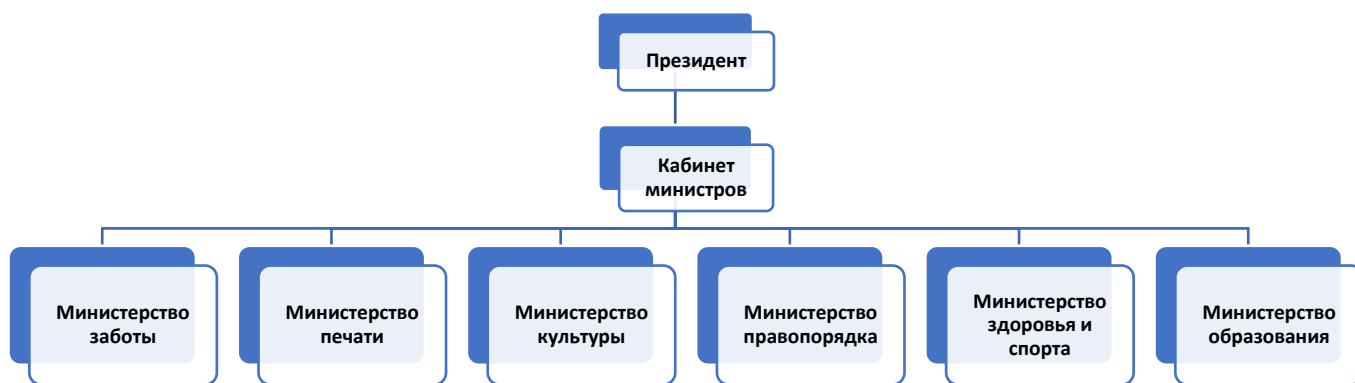 Президент
Кабинет
министров
Министерство
заботы
Министерство
печати
Министерство
культуры
Министерство
правопорядка
Министерство
здоровья и
спорта
Министерство
образования